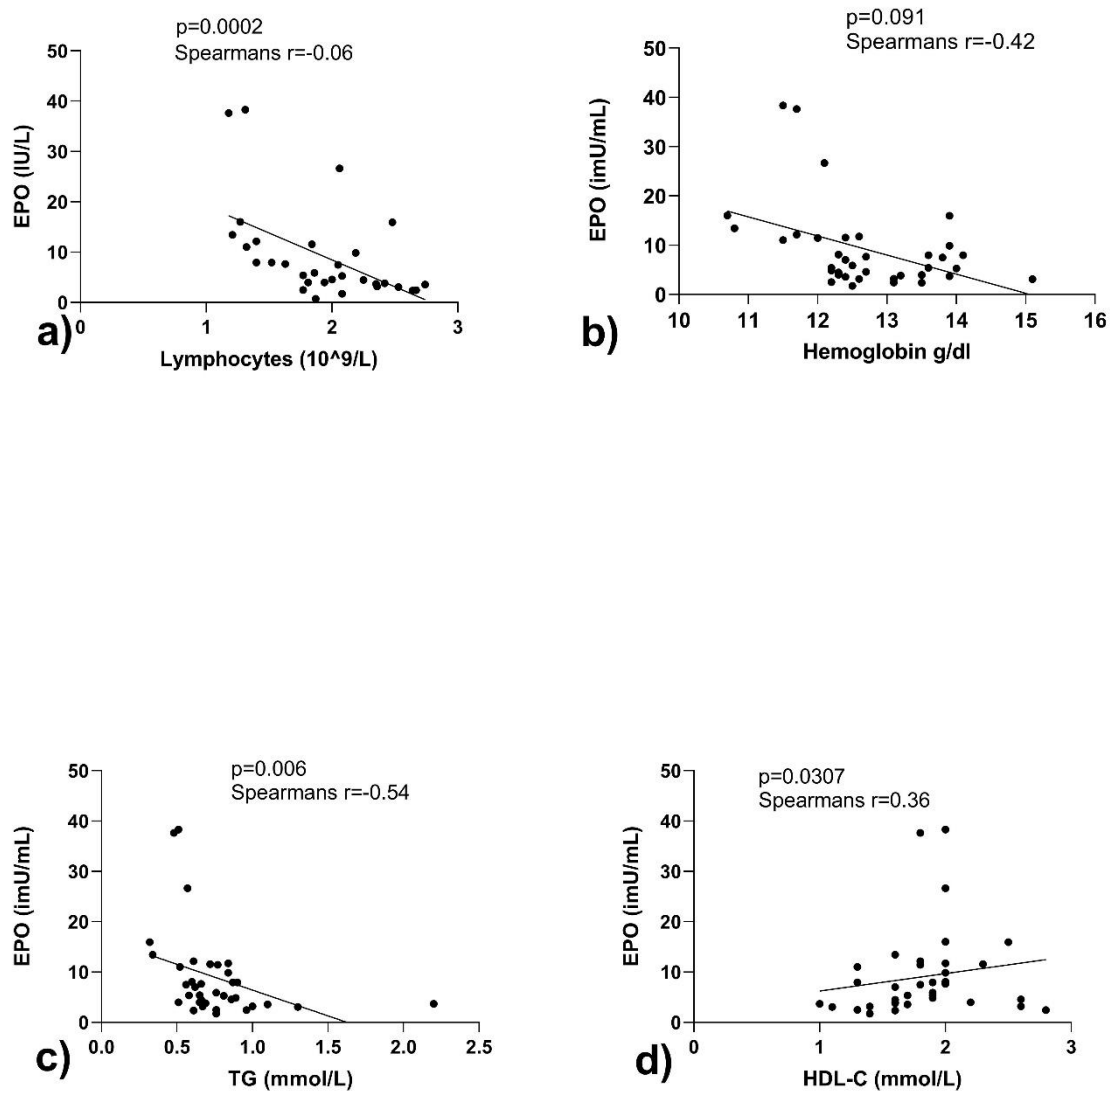 p=0.0002
Spearmans r=-0.06
50
40
30
20
10
0
EPO (IU/L)
0 1 2 3
Lymphocytes (10^9/L)
a)
p=0.091
Spearmans r=-0.42
50
40
30
20
10
0
EPO (imU/mL)
10 11 12 13 14 15 16
Hemoglobin g/dl
b)
p=0.006
Spearmans r=-0.54
50
40
30
20
10
0
EPO (imU/mL)
0.0 0.5 1.0 1.5 2.0 2.5
TG (mmol/L)
c)
p=0.0307
Spearmans r=0.36
50
40
30
20
10
0
EPO (imU/mL)
0 1 2 3
HDL-C (mmol/L)
d)